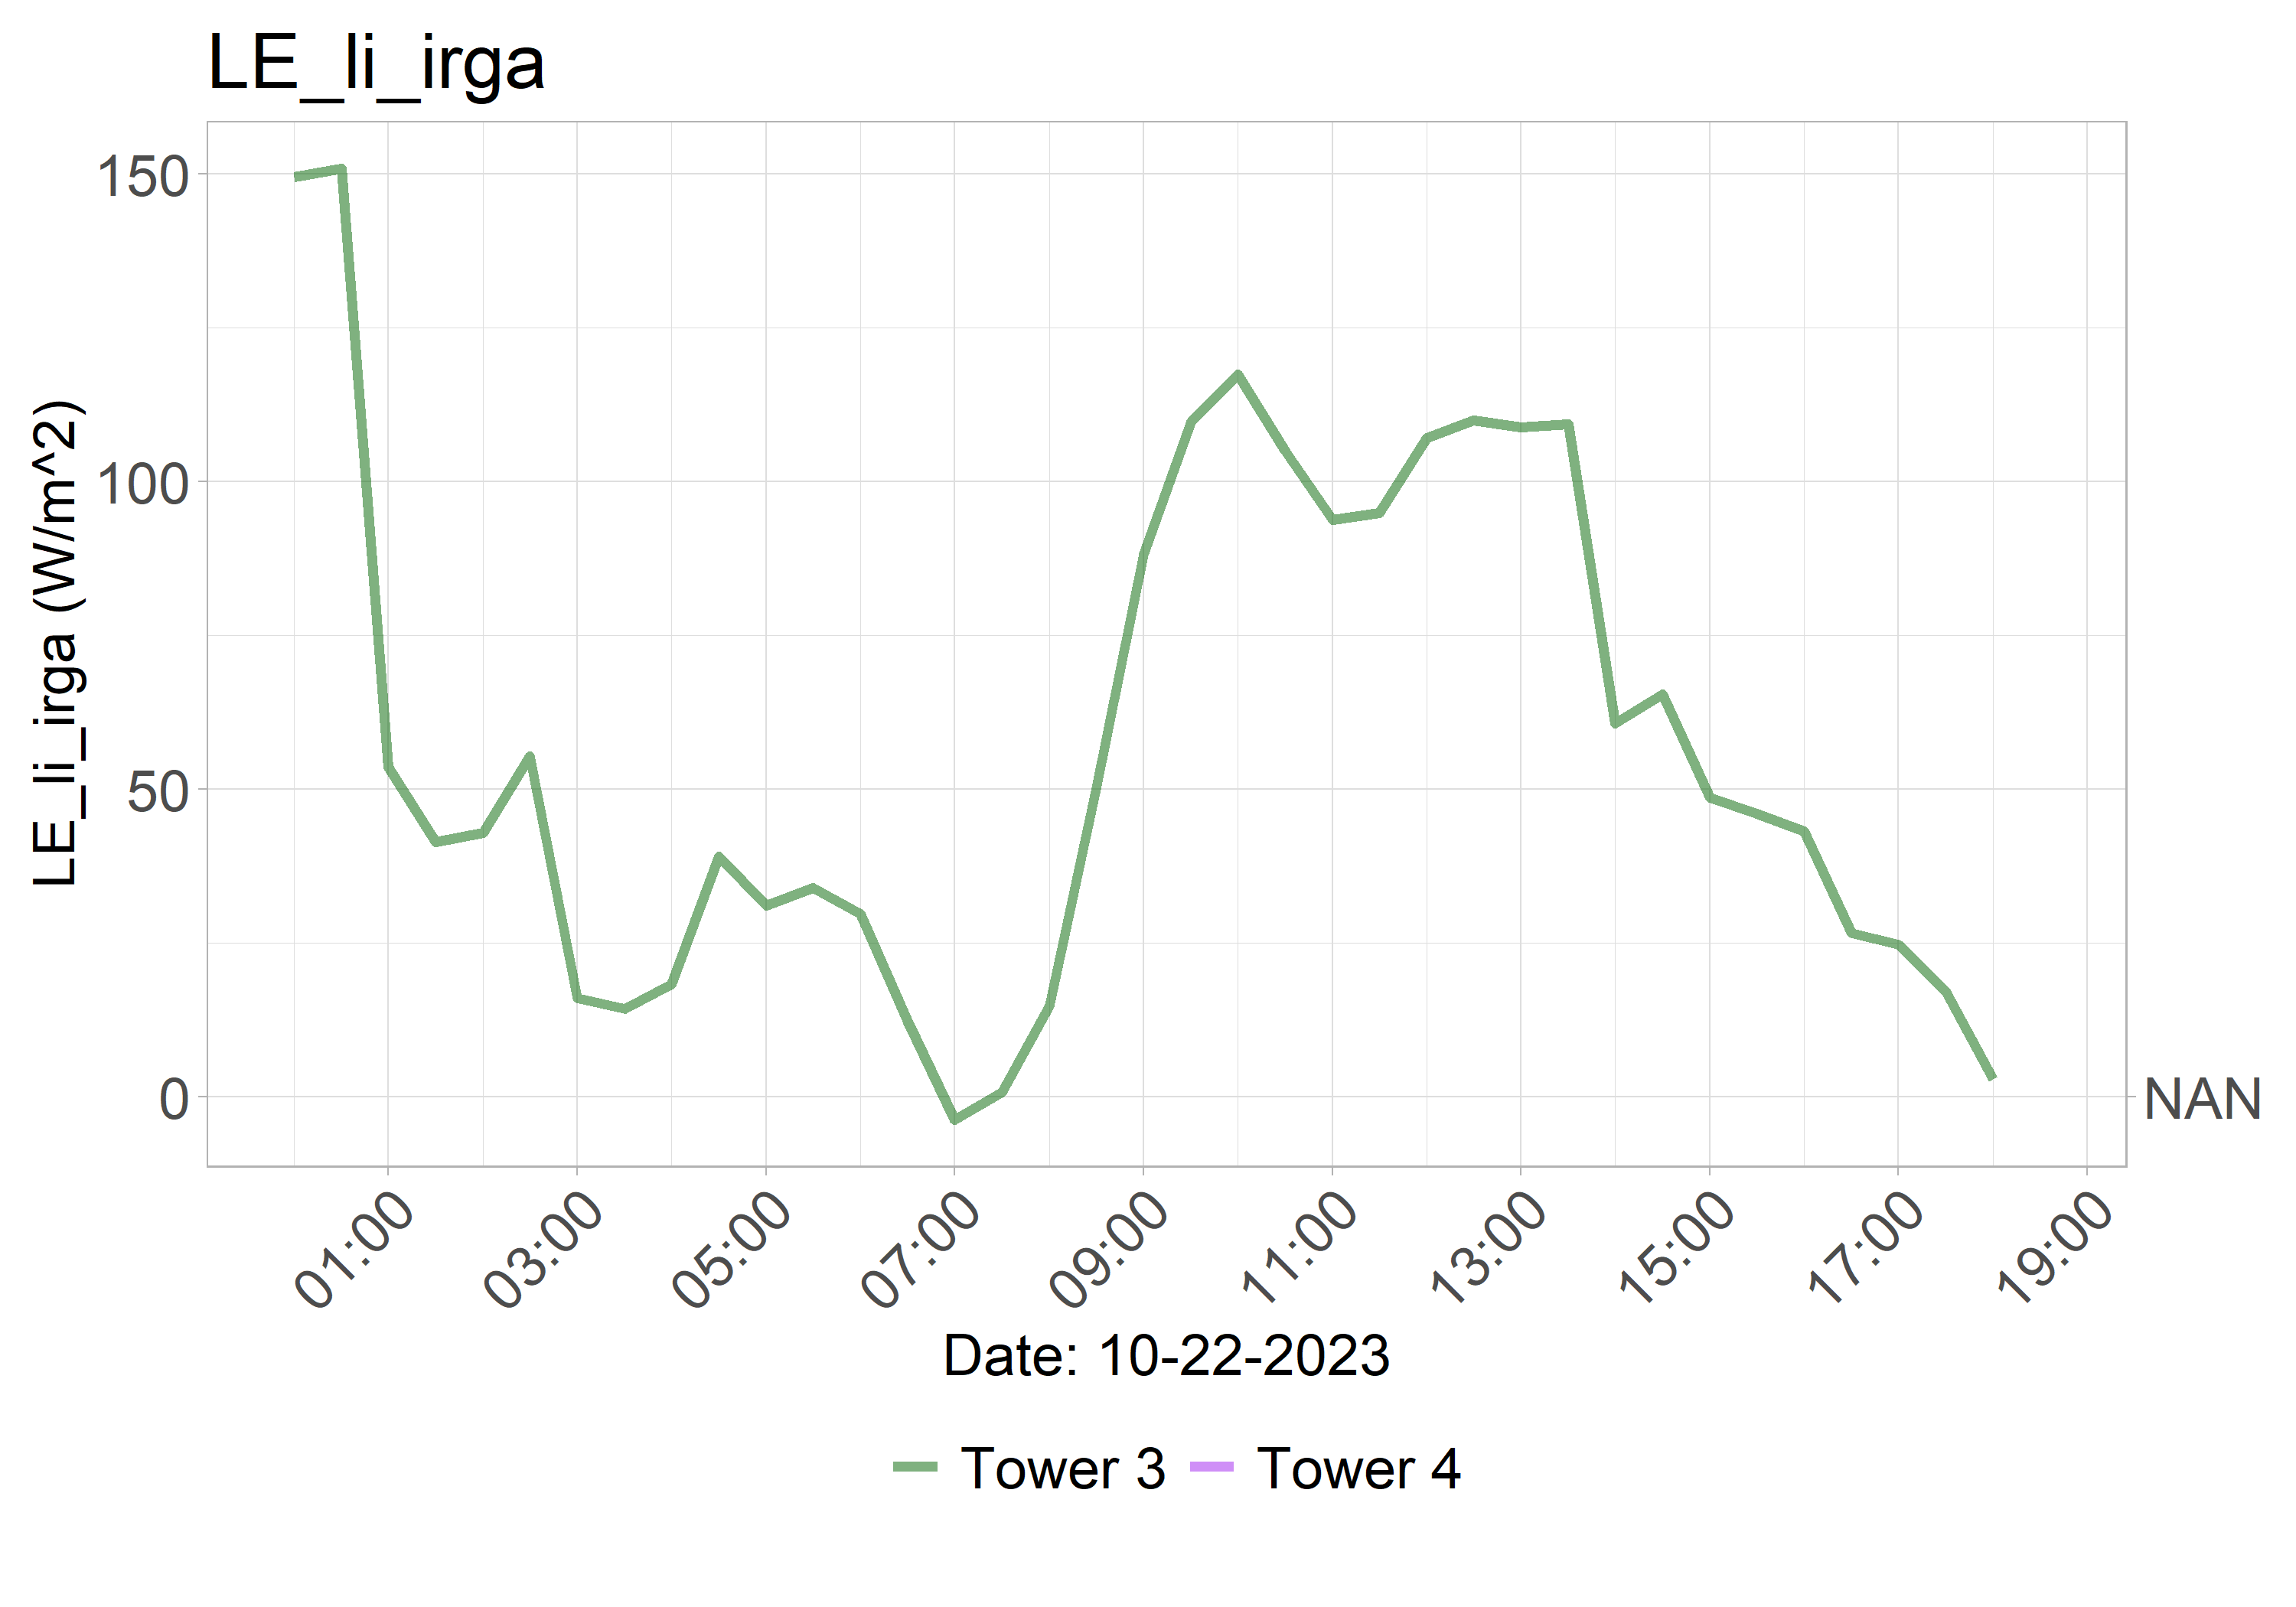 LE_li_irga
LE_li_irga (W/m^2)
150
100
50
0
NAN
01:00 03:00 05:00 07:00 09:00 11:00 13:00 15:00 17:00 19:00
Date: 10-22-2023
Tower 3 Tower 4